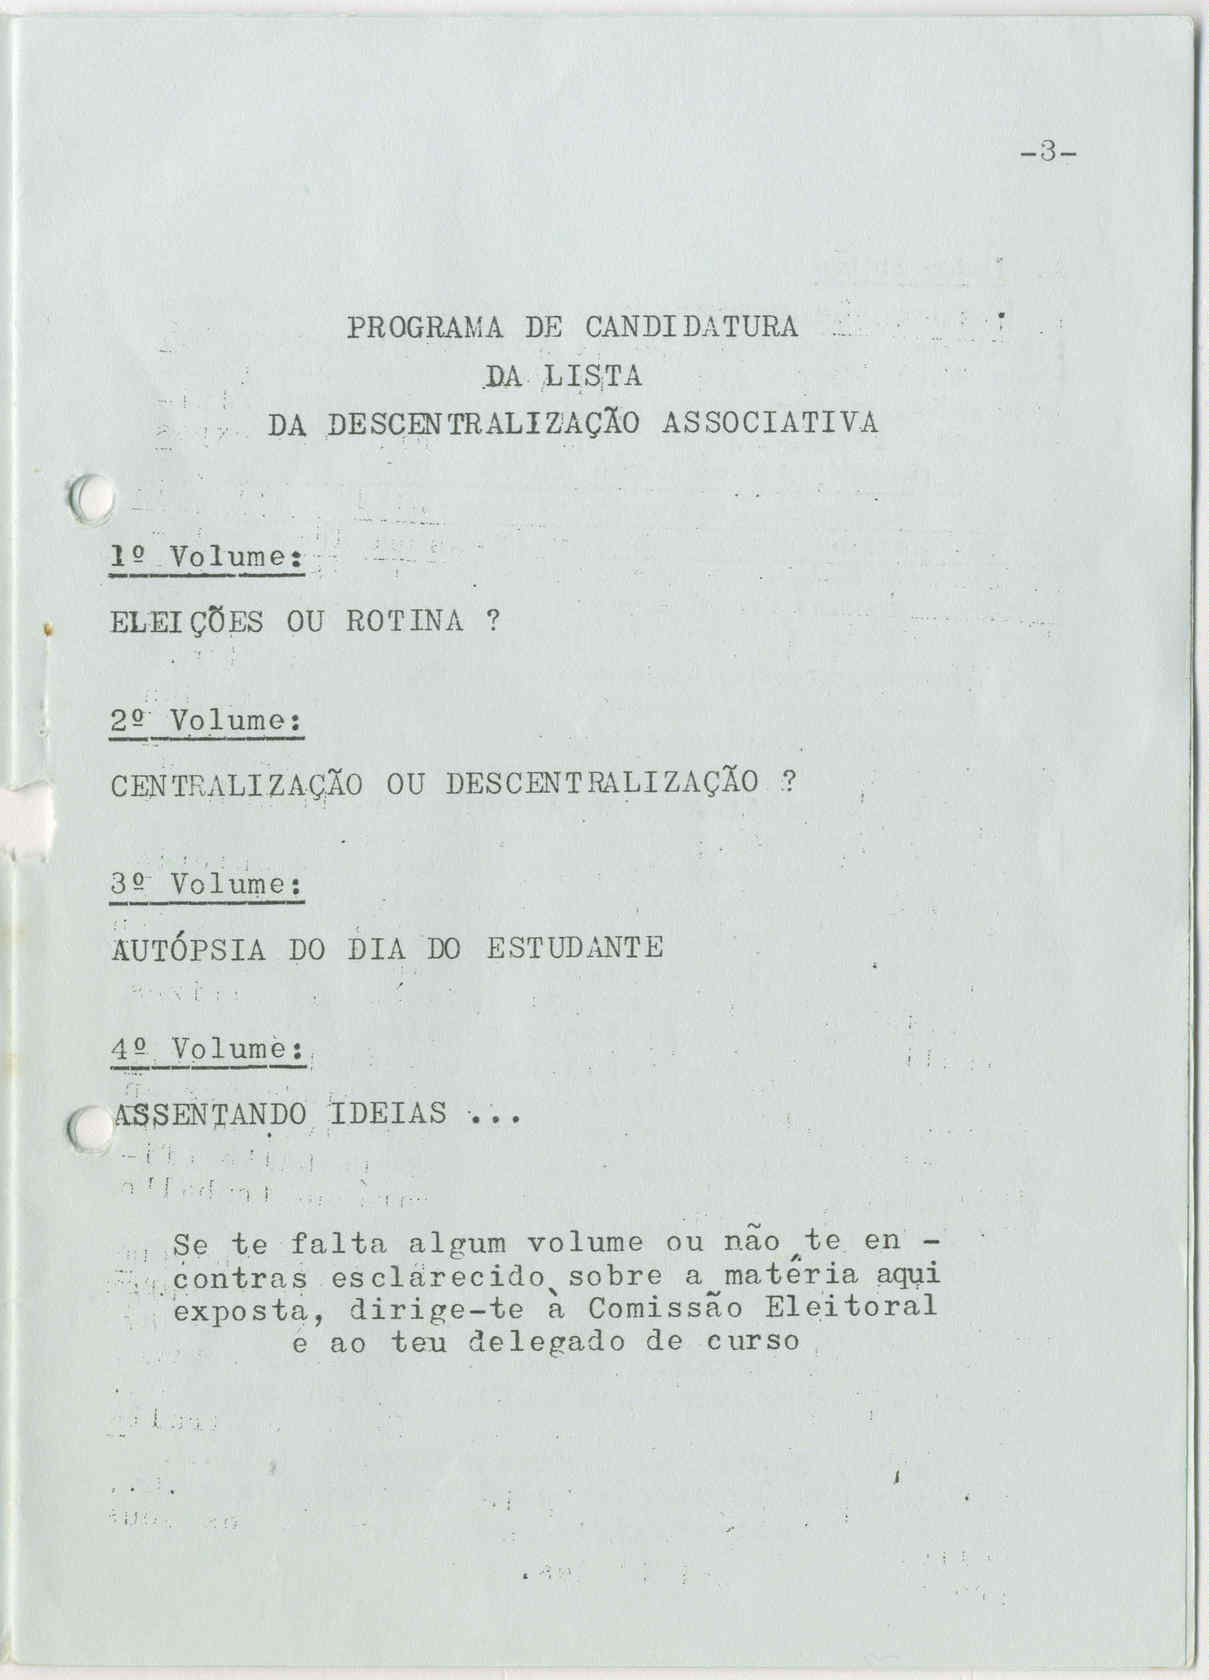 -3-
PROGRAMA DE CANDIDATURA
DA LISTA
DA DESCENTRALIZAÇÃO ASSOCIATIVA
1º Volume:
ELEIÇÕES OU ROTINA ?
2º Volume:
CENTRALIZAÇÃO OU DESCENTRALIZAÇÃO ?
3º Volume:
AUTÓPSIA DO DIA DO ESTUDANTE
4º Volume:
ASSENTANDO IDEIAS ...
Se te falta algum volume ou não te en -
contras esclarecido sobre a matéria aqui
exposta, dirige-te à Comissão Eleitoral
e ao teu delegado de curso